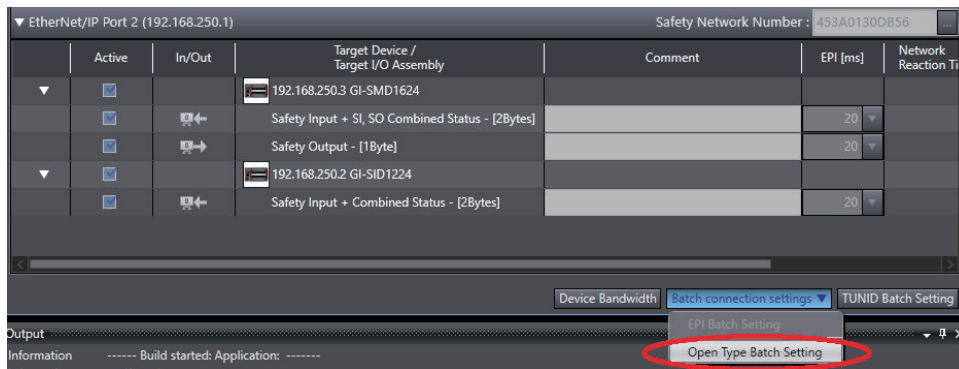 EtherNet/IP Port 2 (192.168.250.1) Safety Network Number : 453A0130DB56 ...
Active In/Out Target Device / Target I/O Assembly Comment EPI [ms] Network Reaction Ti
192.168.250.3 GI-SMD1624
Safety Input + SI, SO Combined Status - [2Bytes] 20
Safety Output - [1Byte] 20
192.168.250.2 GI-SID1224
Safety Input + Combined Status - [2Bytes] 20
Device Bandwidth Batch connection settings TUNID Batch Setting
EPI Batch Setting
Output
Information ------ Build started: Application: -------
Open Type Batch Setting